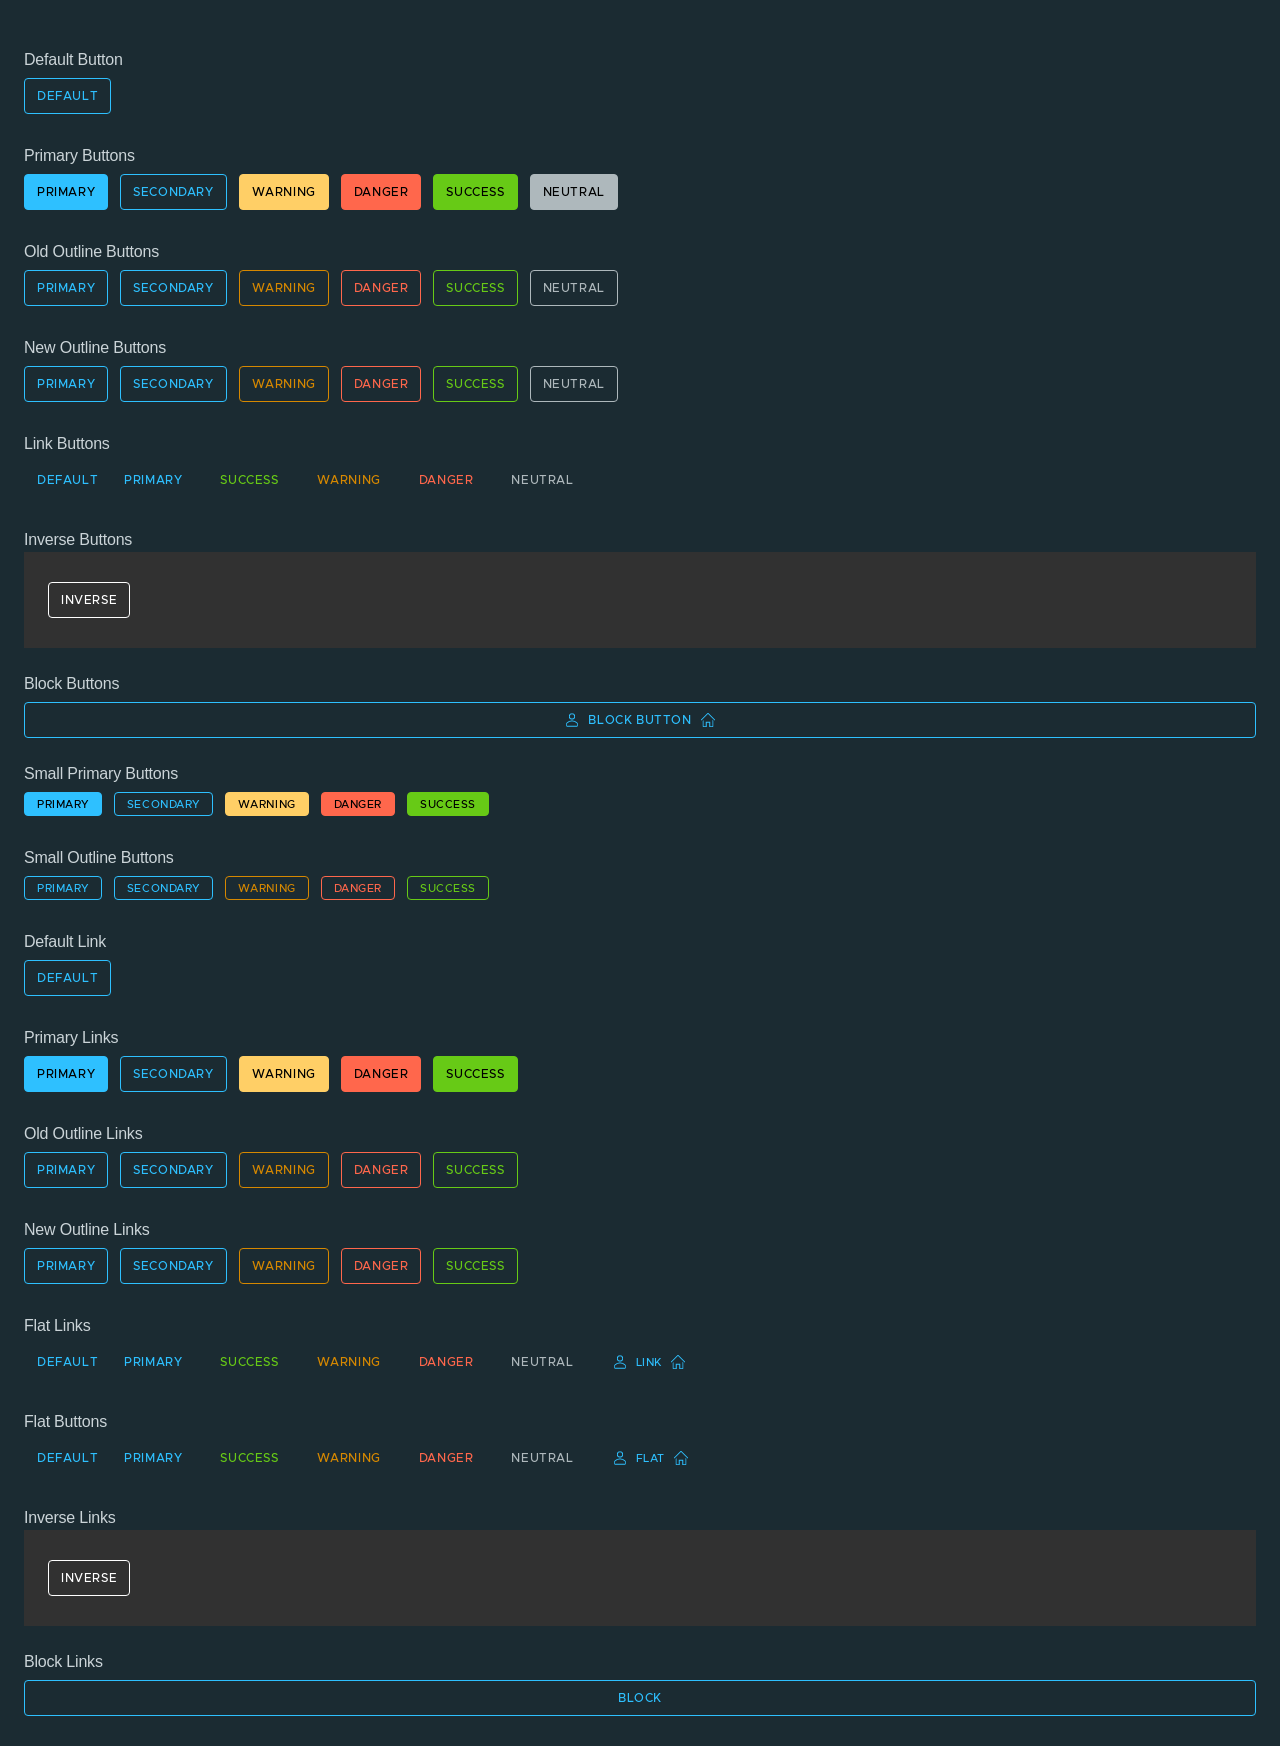 Default Button
DEFAULT
Primary Buttons
PRIMARY SECONDARY WARNING DANGER SUCCESS NEUTRAL
Old Outline Buttons
PRIMARY SECONDARY WARNING DANGER SUCCESS NEUTRAL
New Outline Buttons
PRIMARY SECONDARY WARNING DANGER SUCCESS NEUTRAL
Link Buttons
DEFAULT PRIMARY SUCCESS WARNING DANGER NEUTRAL
Inverse Buttons
INVERSE
Block Buttons
BLOCK BUTTON
Small Primary Buttons
PRIMARY SECONDARY WARNING DANGER SUCCESS
Small Outline Buttons
PRIMARY SECONDARY WARNING DANGER SUCCESS
Default Link
DEFAULT
Primary Links
PRIMARY SECONDARY WARNING DANGER SUCCESS
Old Outline Links
PRIMARY SECONDARY WARNING DANGER SUCCESS
New Outline Links
PRIMARY SECONDARY WARNING DANGER SUCCESS
Flat Links
DEFAULT PRIMARY SUCCESS WARNING DANGER NEUTRAL LINK
Flat Buttons
DEFAULT PRIMARY SUCCESS WARNING DANGER NEUTRAL FLAT
Inverse Links
INVERSE
Block Links
BLOCK